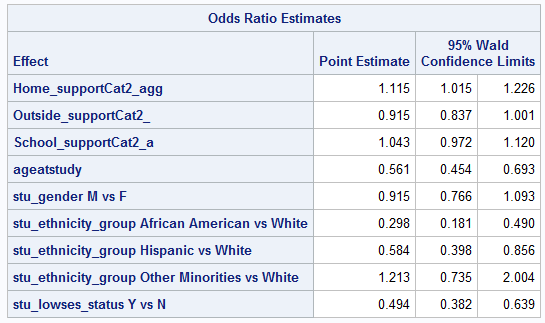 Odds Ratio Estimates
Effect Point Estimate 95% Wald Confidence Limits
Home_supportCat2_agg 1.115 1.015 1.226
Outside_supportCat2_ 0.915 0.837 1.001
School_supportCat2_a 1.043 0.972 1.120
ageatstudy 0.561 0.454 0.693
stu_gender M vs F 0.915 0.766 1.093
stu_ethnicity_group African American vs White 0.298 0.181 0.490
stu_ethnicity_group Hispanic vs White 0.584 0.398 0.856
stu_ethnicity_group Other Minorities vs White 1.213 0.735 2.004
stu_lowses_status Y vs N 0.494 0.382 0.639